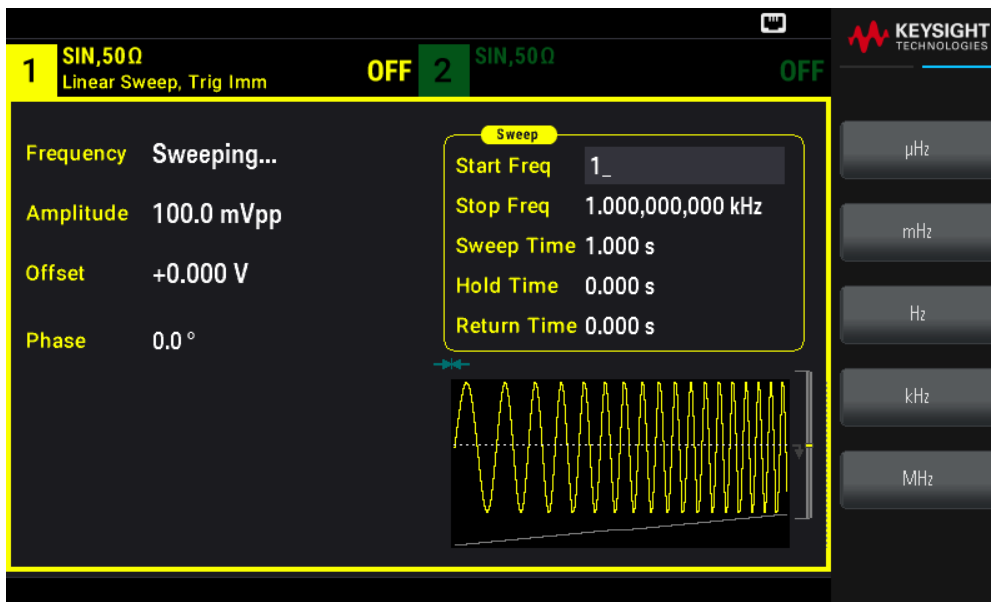 KEYSIGHT
TECHNOLOGIES
1 SIN,50Ω OFF
Linear Sweep, Trig Imm
2 SIN,50Ω OFF
Frequency Sweeping...
Amplitude 100.0 mVpp
Offset +0.000 V
Phase 0.0 °
Sweep
Start Freq 1_
Stop Freq 1.000,000,000 kHz
Sweep Time 1.000 s
Hold Time 0.000 s
Return Time 0.000 s
µHz
mHz
Hz
kHz
MHz